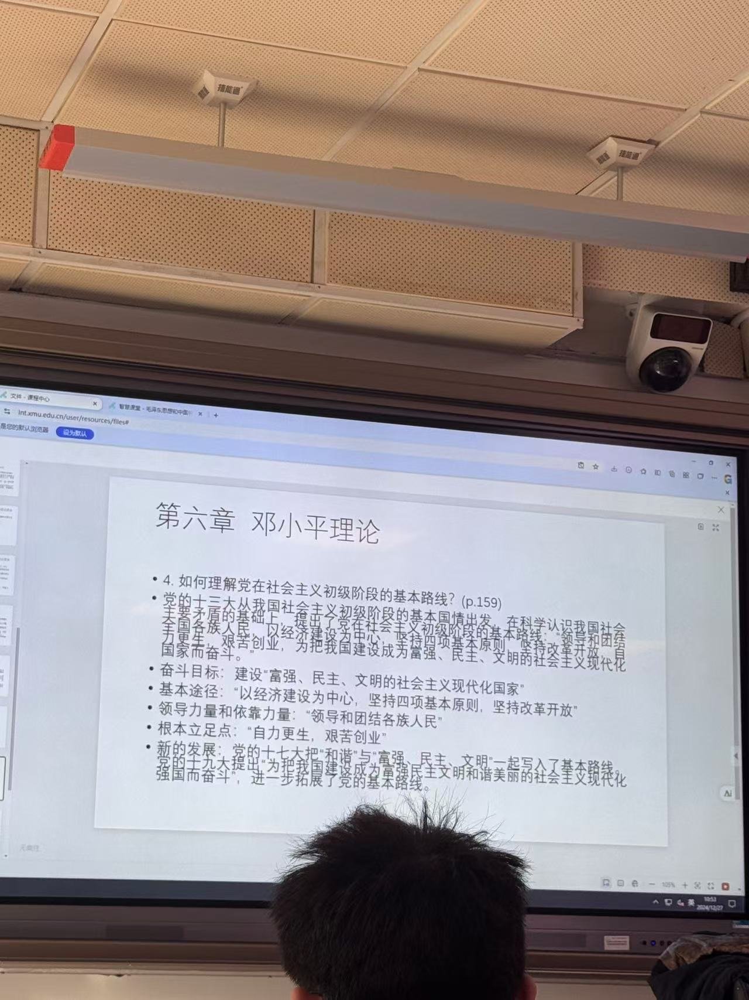 捷能通
捷能通
文件 - 课程中心
智慧课堂 - 毛泽东思想和中国
lnt.xmu.edu.cn/user/resources/files#
是您的默认浏览器 设为默认
第六章 邓小平理论
• 4. 如何理解党在社会主义初级阶段的基本路线？(p.159)
• 党的十三大从我国社会主义初级阶段的基本国情出发，在科学认识我国社会
主要矛盾的基础上，提出了党在社会主义初级阶段的基本路线：“领导和团结
全国各族人民，以经济建设为中心，坚持四项基本原则，坚持改革开放，自
力更生，艰苦创业，为把我国建设成为富强、民主、文明的社会主义现代化
国家而奋斗。”
• 奋斗目标：建设“富强、民主、文明的社会主义现代化国家”
• 基本途径：“以经济建设为中心，坚持四项基本原则，坚持改革开放”
• 领导力量和依靠力量：“领导和团结各族人民”
• 根本立足点：“自力更生，艰苦创业”
• 新的发展：党的十七大把“和谐”与“富强、民主、文明”一起写入了基本路线。
党的十九大提出“为把我国建设成为富强民主文明和谐美丽的社会主义现代化
强国而奋斗”，进一步拓展了党的基本路线。
Ai
105%
英
10:53
2024/12/27